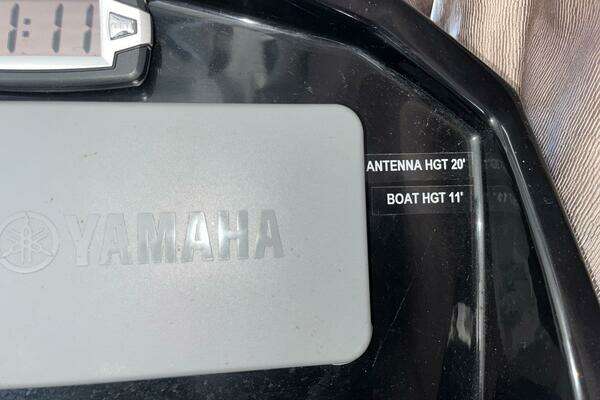 1:11
ANTENNA HGT 20'
BOAT HGT 11'
YAMAHA